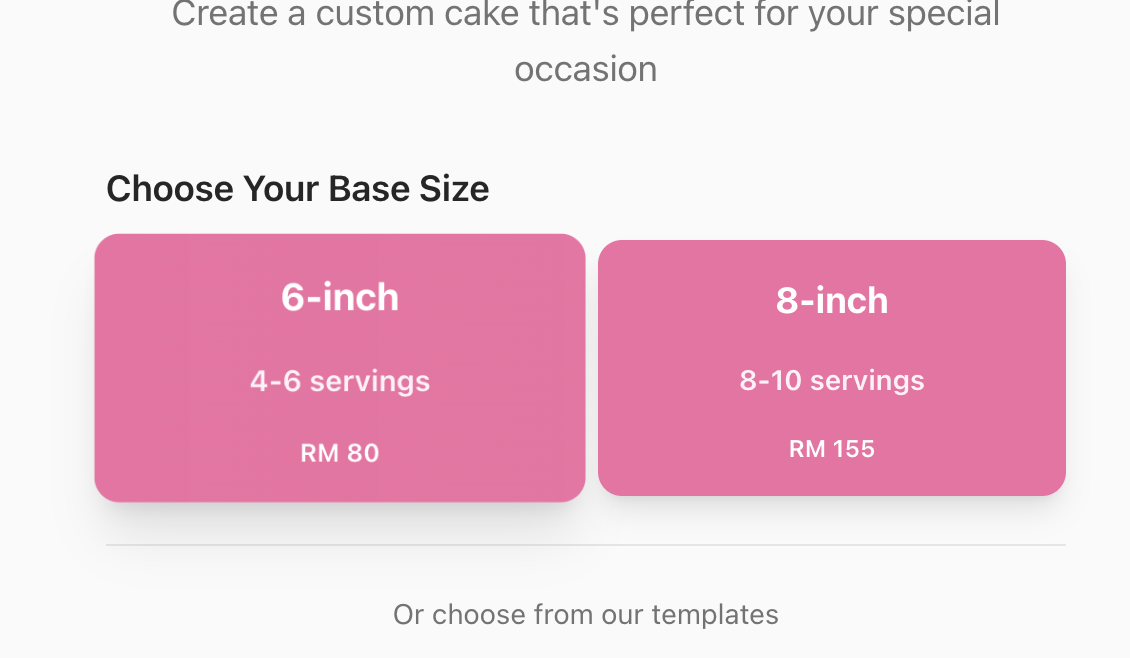 Create a custom cake that's perfect for your special
occasion
Choose Your Base Size
6-inch
4-6 servings
RM 80
8-inch
8-10 servings
RM 155
Or choose from our templates